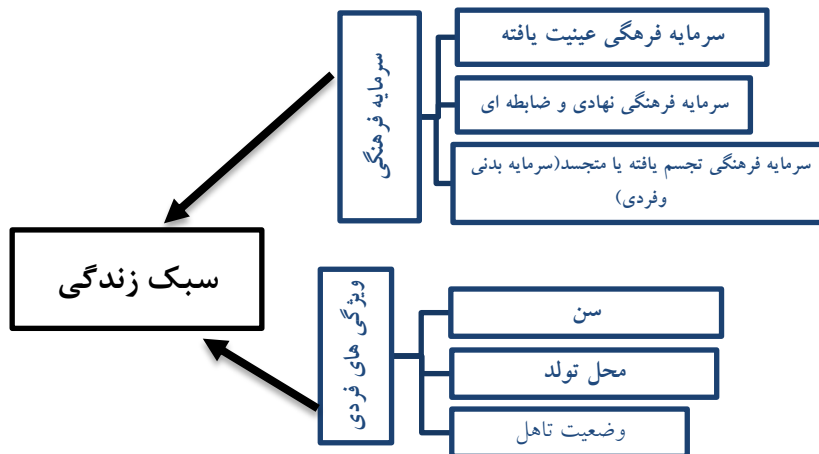 سرمایه فرهگی عینیت یافته
سرمایه فرهنگی نهادی و ضابطه ای
سرمایه فرهنگی تجسم یافته یا متجسد(سرمایه بدنی
وفردی)
سرمایه فرهنگی
سبک زندگی
ویژگی های فردی
سن
محل تولد
وضعیت تاهل